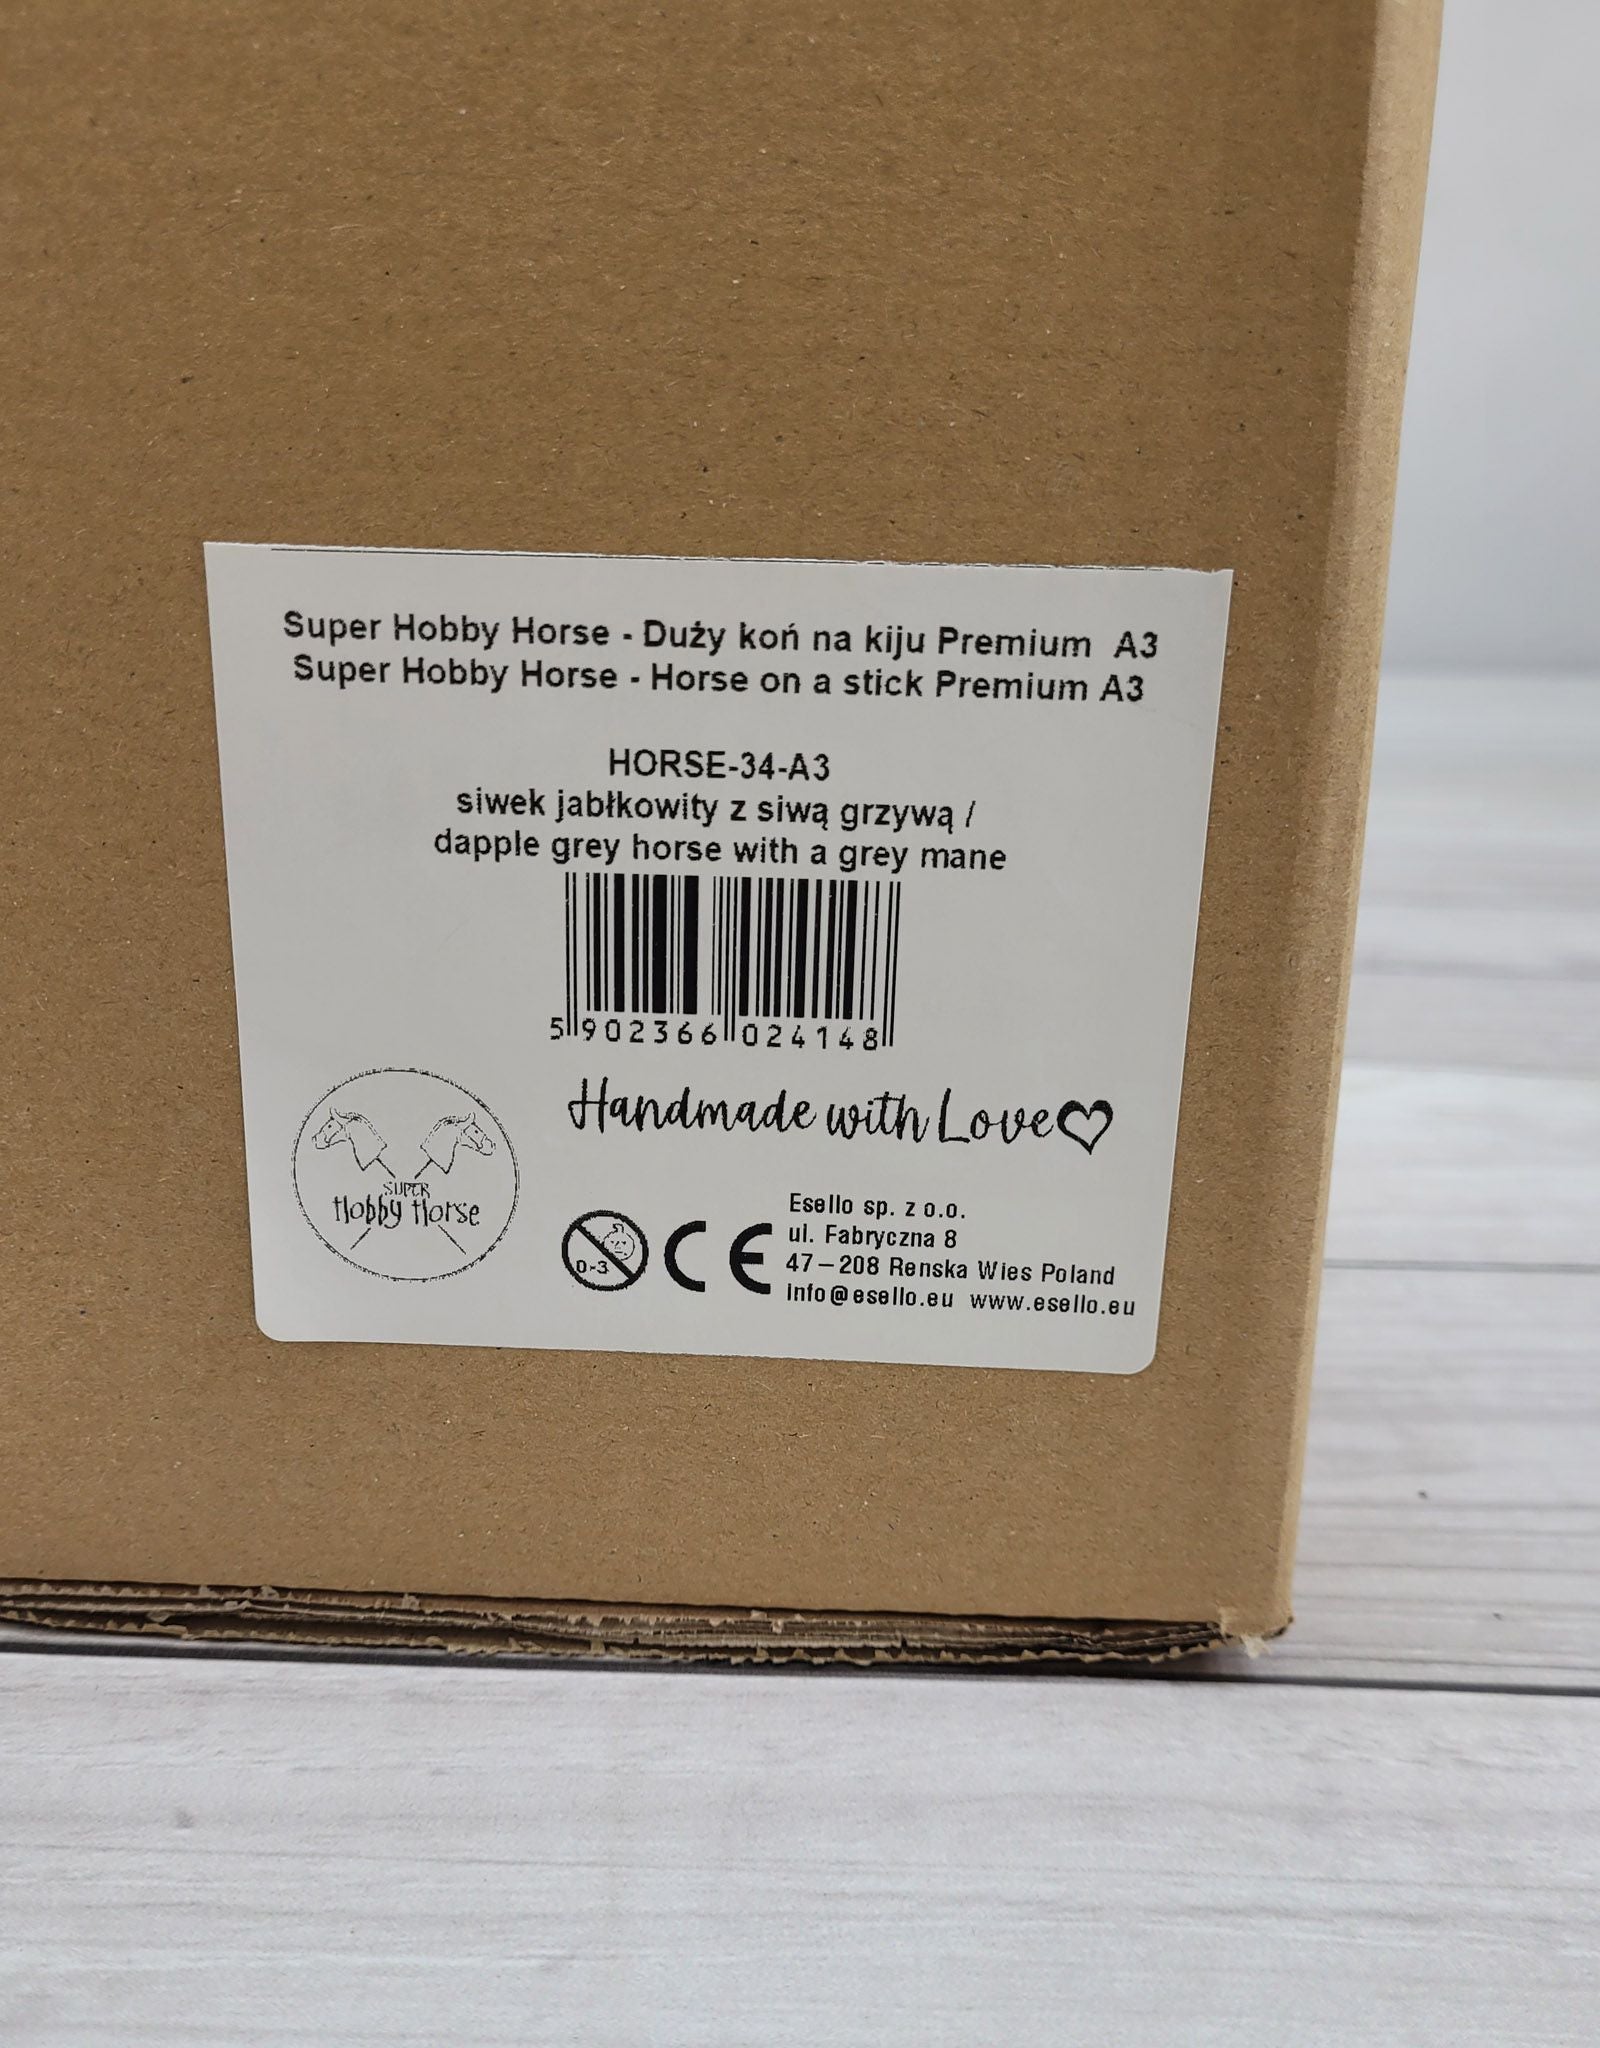 Super Hobby Horse - Duży koń na kiju Premium A3
Super Hobby Horse - Horse on a stick Premium A3
HORSE-34-A3
siwek jabłkowity z siwą grzywą /
dapple grey horse with a grey mane
5 902366 024148
Handmade with Love
SUPER
Hobby Horse
0-3
CE
Esello sp. z o.o.
ul. Fabryczna 8
47-208 Renska Wies Poland
info@esello.eu www.esello.eu